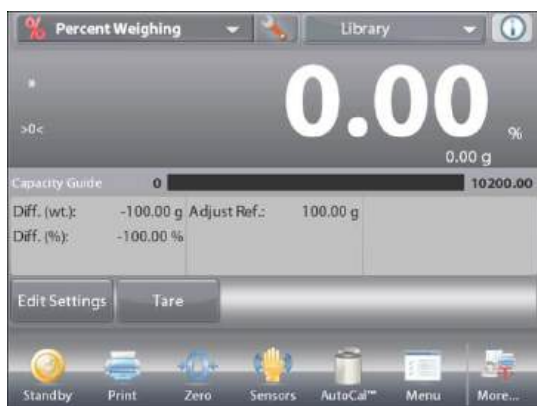 % Percent Weighing Library
*
>0<
0.00 %
0.00 g
Capacity Guide 0 10200.00
Diff. (wt.): -100.00 g Adjust Ref.: 100.00 g
Diff. (%): -100.00 %
Edit Settings Tare
Standby Print Zero Sensors AutoCal™ Menu More...